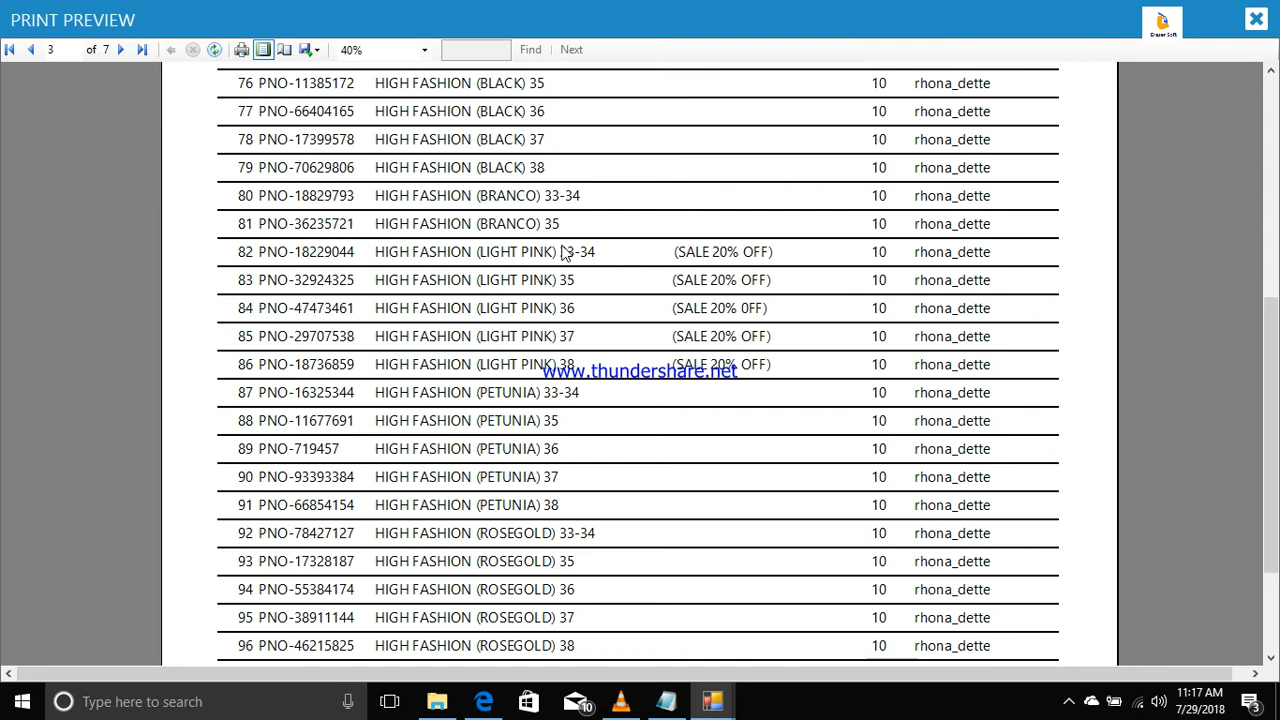 PRINT PREVIEW
Eraser Soft
3 of 7 40% Find Next
76 PNO-11385172 HIGH FASHION (BLACK) 35 10 rhona_dette
77 PNO-66404165 HIGH FASHION (BLACK) 36 10 rhona_dette
78 PNO-17399578 HIGH FASHION (BLACK) 37 10 rhona_dette
79 PNO-70629806 HIGH FASHION (BLACK) 38 10 rhona_dette
80 PNO-18829793 HIGH FASHION (BRANCO) 33-34 10 rhona_dette
81 PNO-36235721 HIGH FASHION (BRANCO) 35 10 rhona_dette
82 PNO-18229044 HIGH FASHION (LIGHT PINK) 33-34 (SALE 20% OFF) 10 rhona_dette
83 PNO-32924325 HIGH FASHION (LIGHT PINK) 35 (SALE 20% OFF) 10 rhona_dette
84 PNO-47473461 HIGH FASHION (LIGHT PINK) 36 (SALE 20% 0FF) 10 rhona_dette
85 PNO-29707538 HIGH FASHION (LIGHT PINK) 37 (SALE 20% OFF) 10 rhona_dette
86 PNO-18736859 HIGH FASHION (LIGHT PINK) 38 (SALE 20% OFF) 10 rhona_dette
www.thundershare.net
87 PNO-16325344 HIGH FASHION (PETUNIA) 33-34 10 rhona_dette
88 PNO-11677691 HIGH FASHION (PETUNIA) 35 10 rhona_dette
89 PNO-719457 HIGH FASHION (PETUNIA) 36 10 rhona_dette
90 PNO-93393384 HIGH FASHION (PETUNIA) 37 10 rhona_dette
91 PNO-66854154 HIGH FASHION (PETUNIA) 38 10 rhona_dette
92 PNO-78427127 HIGH FASHION (ROSEGOLD) 33-34 10 rhona_dette
93 PNO-17328187 HIGH FASHION (ROSEGOLD) 35 10 rhona_dette
94 PNO-55384174 HIGH FASHION (ROSEGOLD) 36 10 rhona_dette
95 PNO-38911144 HIGH FASHION (ROSEGOLD) 37 10 rhona_dette
96 PNO-46215825 HIGH FASHION (ROSEGOLD) 38 10 rhona_dette
Type here to search 10 11:17 AM
7/29/2018 3